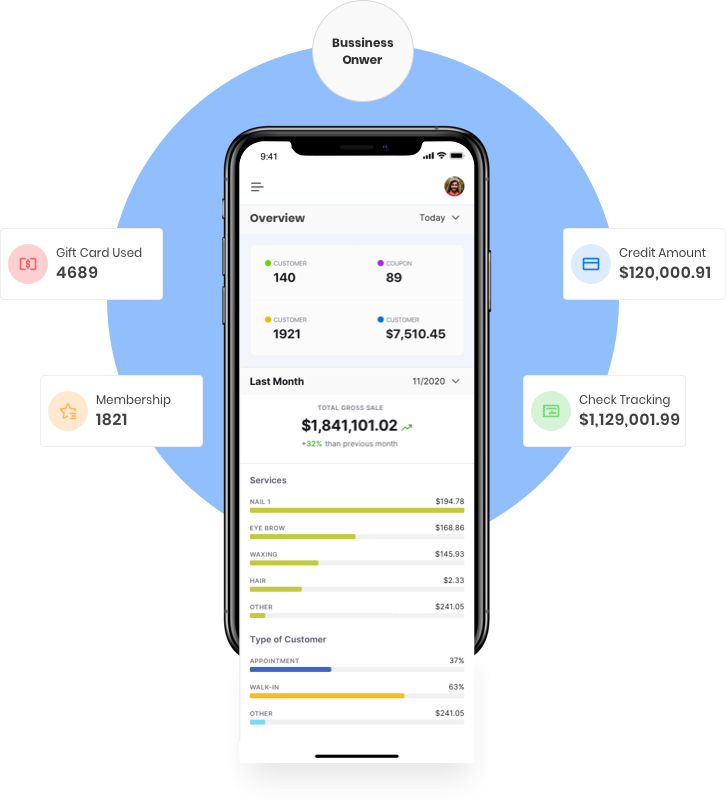 Bussiness
Onwer
9:41
Overview
Today
CUSTOMER
140
COUPON
89
CUSTOMER
1921
CUSTOMER
$7,510.45
Gift Card Used
4689
Credit Amount
$120,000.91
Membership
1821
Check Tracking
$1,129,001.99
Last Month
11/2020
TOTAL GROSS SALE
$1,841,101.02
+32% than previous month
Services
NAIL 1 $194.78
EYE BROW $168.86
WAXING $145.93
HAIR $2.33
OTHER $241.05
Type of Customer
APPOINTMENT 37%
WALK-IN 63%
OTHER $241.05